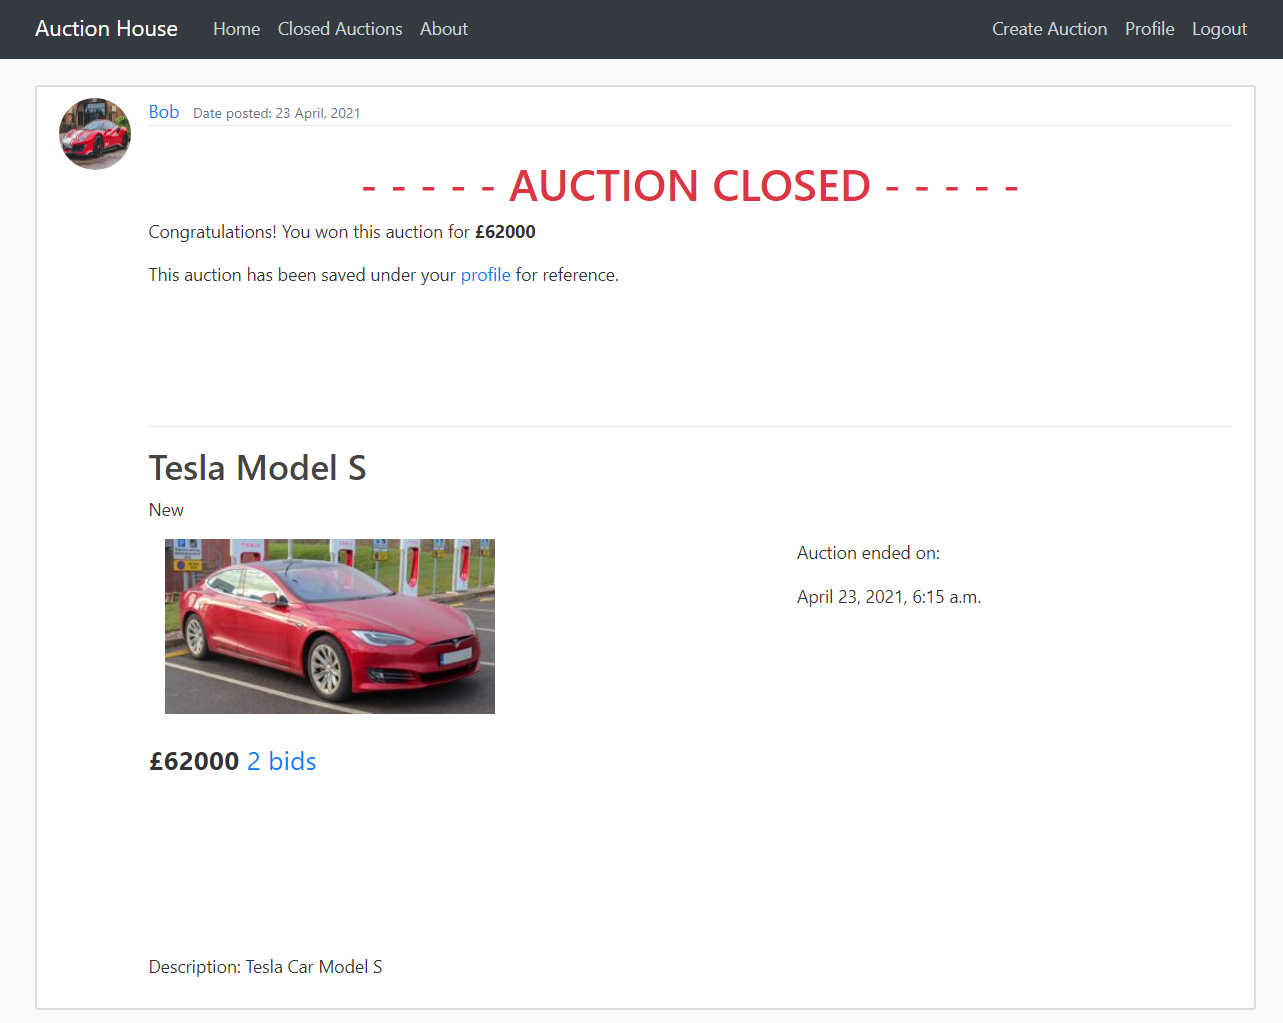 Auction House Home Closed Auctions About Create Auction Profile Logout
Bob Date posted: 23 April, 2021
- - - - - AUCTION CLOSED - - - - -
Congratulations! You won this auction for £62000
This auction has been saved under your profile for reference.
Tesla Model S
New
Auction ended on:
April 23, 2021, 6:15 a.m.
£62000 2 bids
Description: Tesla Car Model S